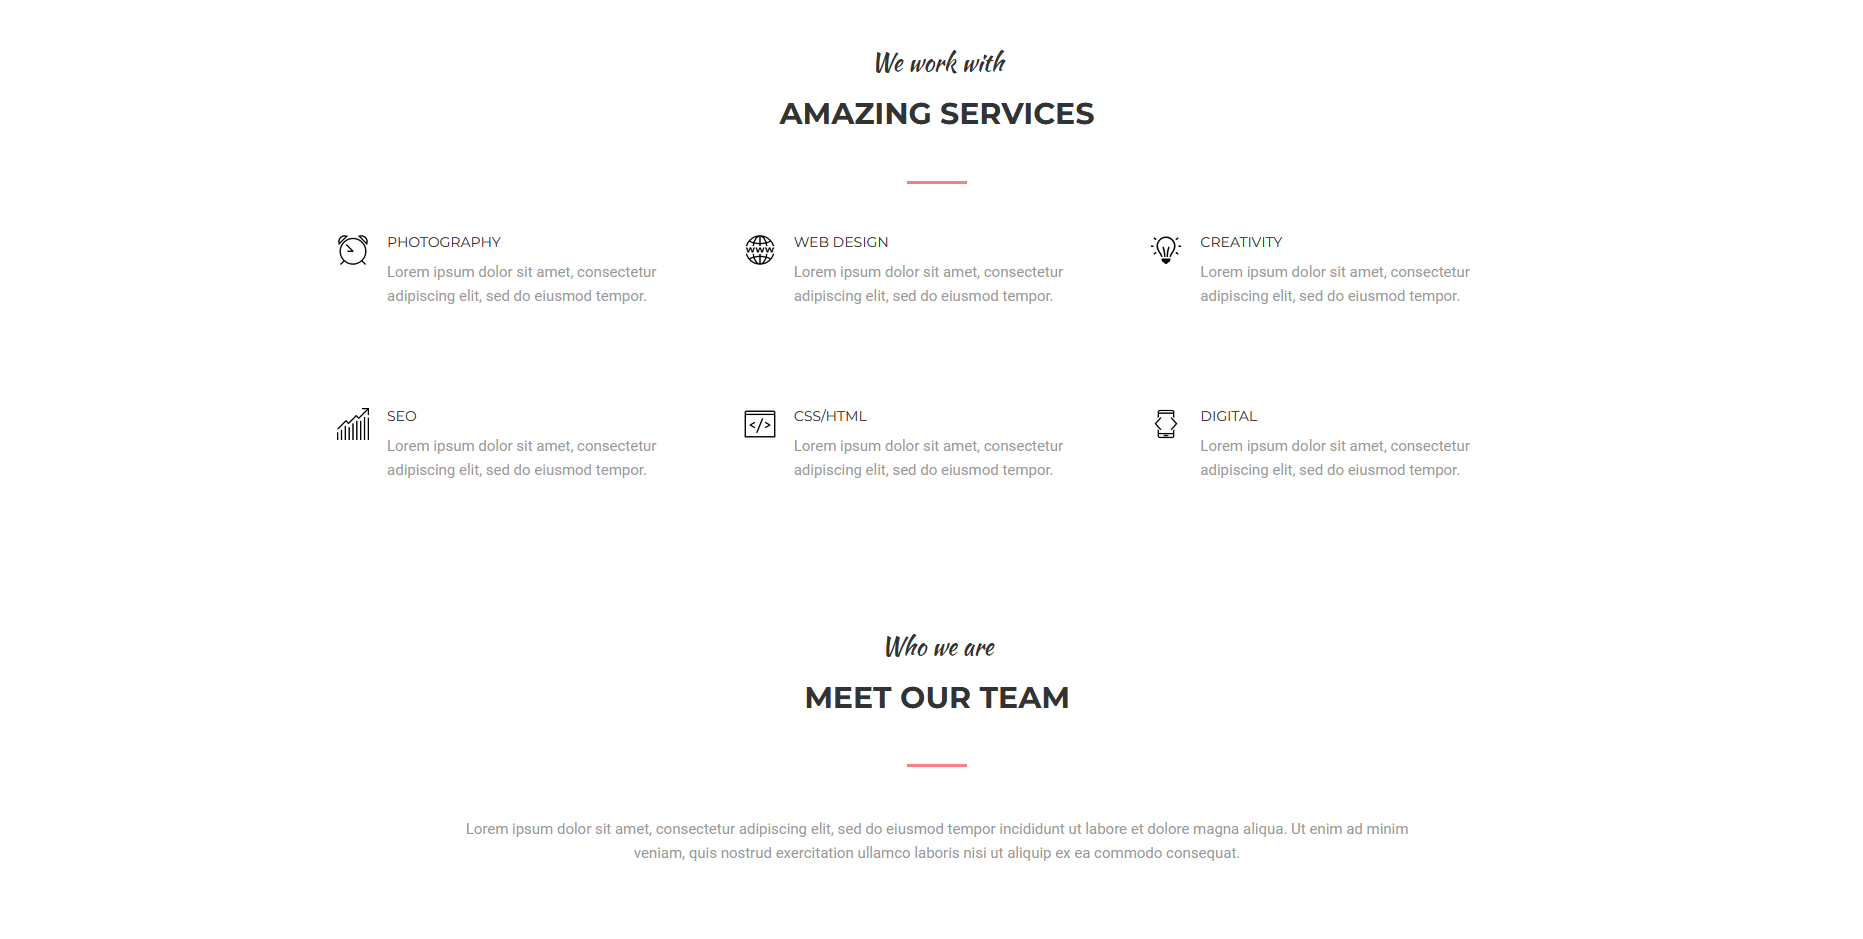 We work with
AMAZING SERVICES
PHOTOGRAPHY
Lorem ipsum dolor sit amet, consectetur
adipiscing elit, sed do eiusmod tempor.
WWW
WEB DESIGN
Lorem ipsum dolor sit amet, consectetur
adipiscing elit, sed do eiusmod tempor.
CREATIVITY
Lorem ipsum dolor sit amet, consectetur
adipiscing elit, sed do eiusmod tempor.
SEO
Lorem ipsum dolor sit amet, consectetur
adipiscing elit, sed do eiusmod tempor.
CSS/HTML
Lorem ipsum dolor sit amet, consectetur
adipiscing elit, sed do eiusmod tempor.
DIGITAL
Lorem ipsum dolor sit amet, consectetur
adipiscing elit, sed do eiusmod tempor.
Who we are
MEET OUR TEAM
Lorem ipsum dolor sit amet, consectetur adipiscing elit, sed do eiusmod tempor incididunt ut labore et dolore magna aliqua. Ut enim ad minim
veniam, quis nostrud exercitation ullamco laboris nisi ut aliquip ex ea commodo consequat.